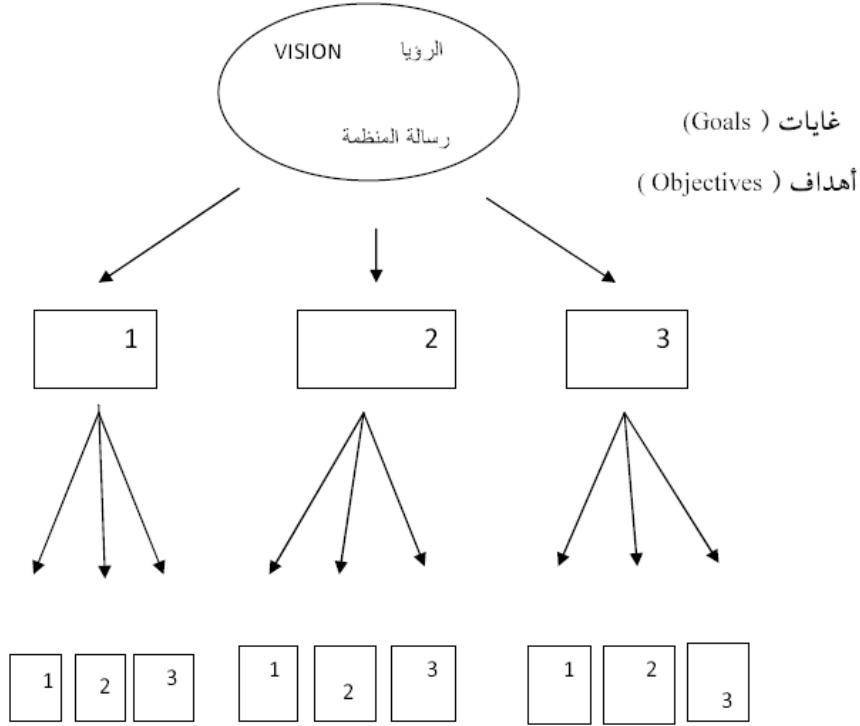 VISION الرؤيا
رسالة المنظمة
غايات ( Goals)
أهداف ( Objectives )
1 2 3
1 2 3 1 2 3 1 2 3